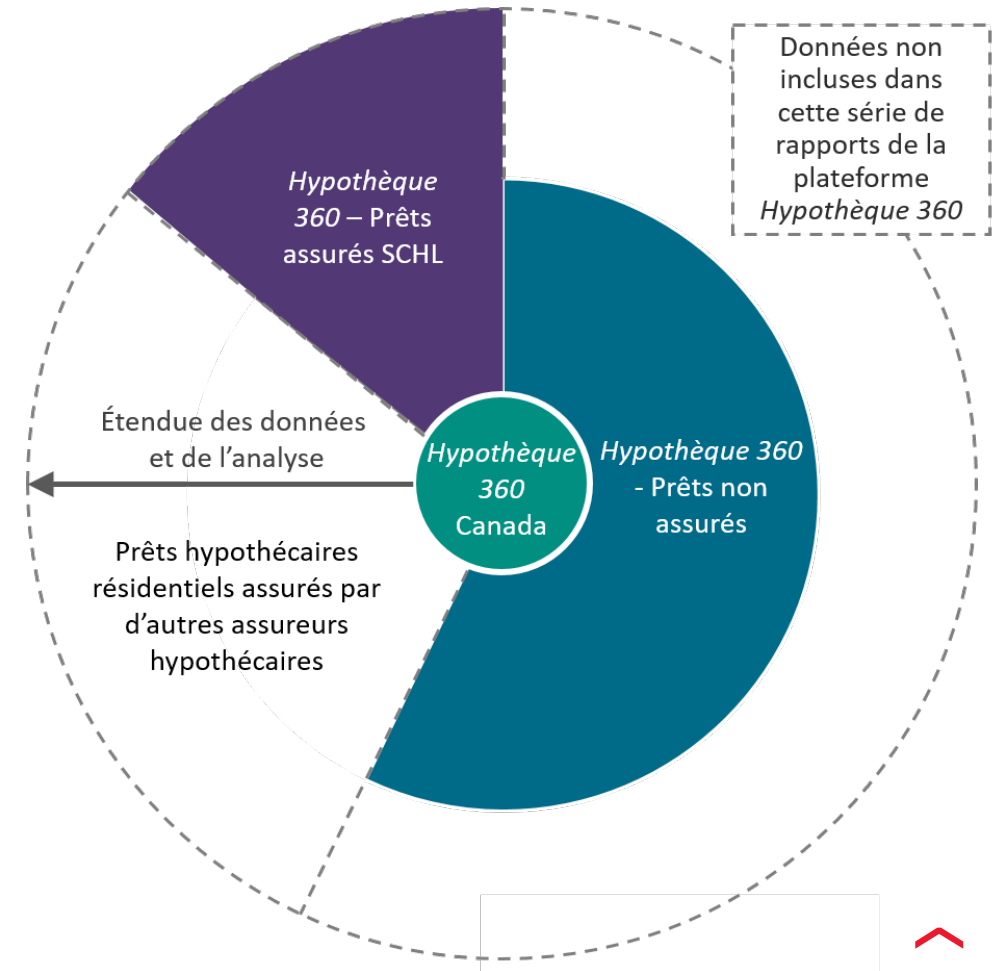 Données non
incluses dans
cette série de
rapports de la
plateforme
Hypothèque 360
Hypothèque
360 – Prêts
assurés SCHL
Étendue des données
et de l’analyse
Hypothèque
360
Canada
Hypothèque 360
- Prêts non
assurés
Prêts hypothécaires
résidentiels assurés par
d’autres assureurs
hypothécaires